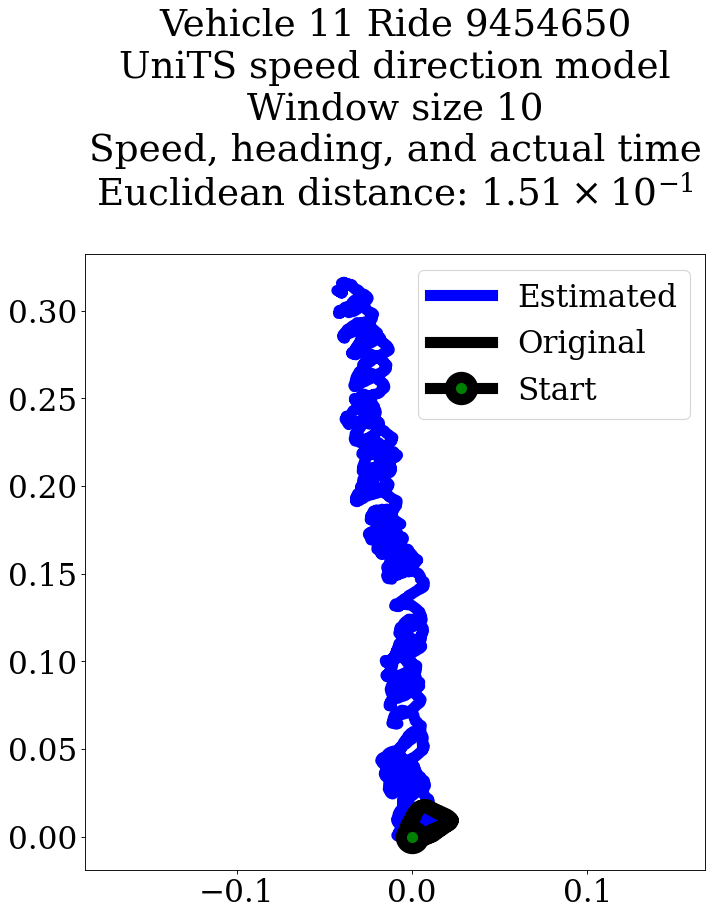 Vehicle 11 Ride 9454650
UniTS speed direction model
Window size 10
Speed, heading, and actual time
Euclidean distance: 1.51 × 10⁻¹
Estimated
Original
Start
0.30
0.25
0.20
0.15
0.10
0.05
0.00
−0.1
0.0
0.1